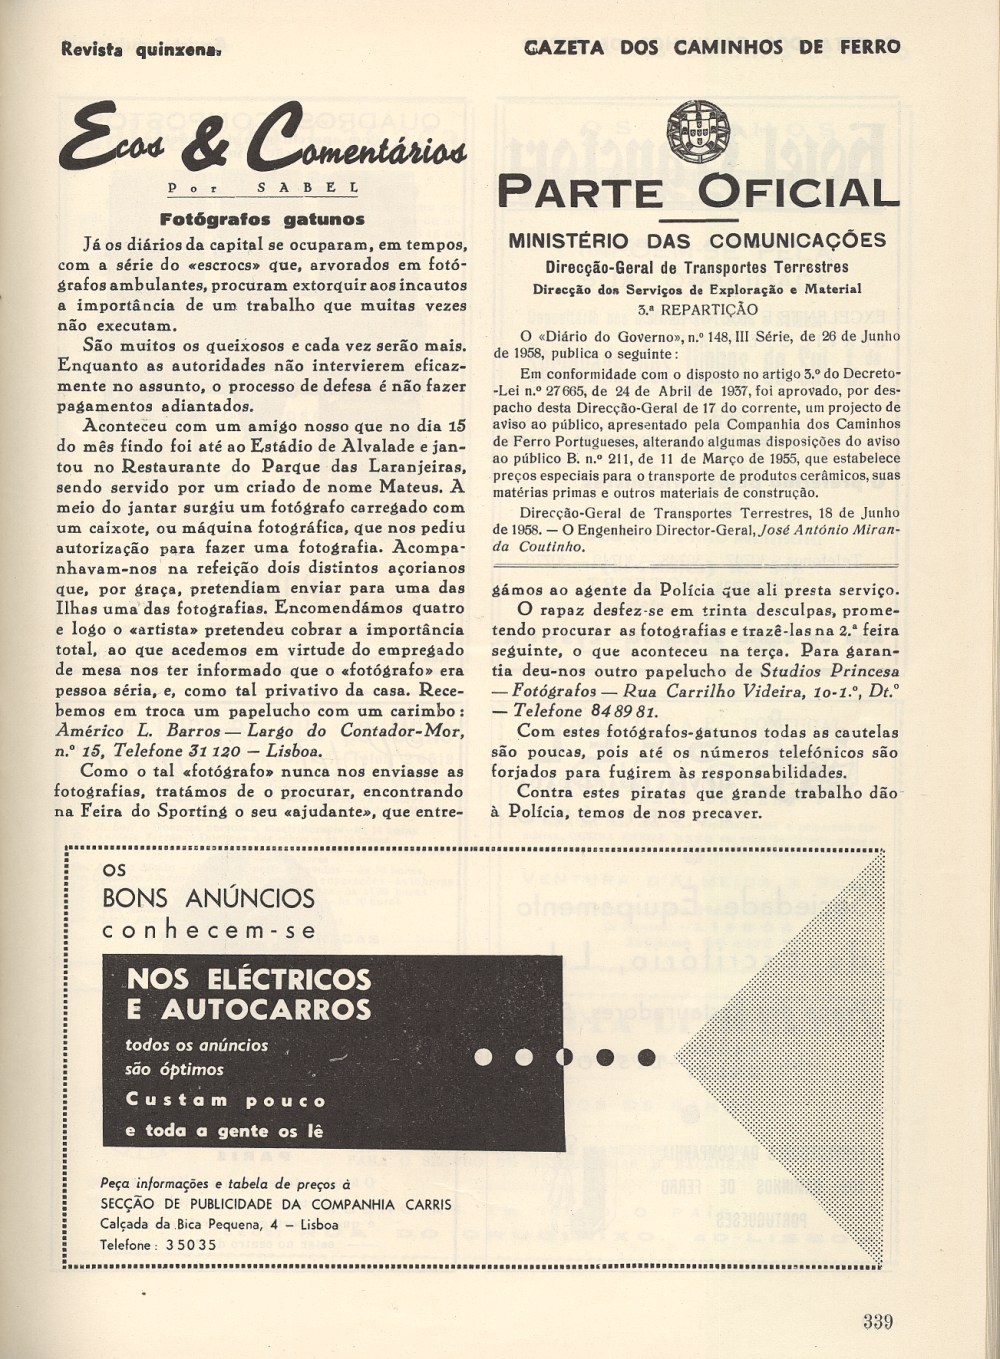 Revista quinzena
GAZETA DOS CAMINHOS DE FERRO
Ecos & Comentários
Por SABEL
Fotógrafos gatunos
Já os diários da capital se ocuparam, em tempos,
com a série do «escrocs» que, arvorados em fotó-
grafos ambulantes, procuram extorquir aos incautos
a importância de um trabalho que muitas vezes
não executam.
São muitos os queixosos e cada vez serão mais.
Enquanto as autoridades não intervierem eficaz-
mente no assunto, o processo de defesa é não fazer
pagamentos adiantados.
Aconteceu com um amigo nosso que no dia 15
do mês findo foi até ao Estádio de Alvalade e jan-
tou no Restaurante do Parque das Laranjeiras,
sendo servido por um criado de nome Mateus. A
meio do jantar surgiu um fotógrafo carregado com
um caixote, ou máquina fotográfica, que nos pediu
autorização para fazer uma fotografia. Acompa-
nhavam-nos na refeição dois distintos açorianos
que, por graça, pretendiam enviar para uma das
Ilhas uma das fotografias. Encomendámos quatro
e logo o «artista» pretendeu cobrar a importância
total, ao que acedemos em virtude do empregado
de mesa nos ter informado que o «fotógrafo» era
pessoa séria, e, como tal privativo da casa. Rece-
bemos em troca um papelucho com um carimbo:
Américo L. Barros — Largo do Contador-Mor,
n.º 15, Telefone 31 120 — Lisboa.
Como o tal «fotógrafo» nunca nos enviasse as
fotografias, tratámos de o procurar, encontrando
na Feira do Sporting o seu «ajudante», que entre-
PARTE OFICIAL
MINISTÉRIO DAS COMUNICAÇÕES
Direcção-Geral de Transportes Terrestres
Direcção dos Serviços de Exploração e Material
3.ª REPARTIÇÃO
O «Diário do Governo», n.º 148, III Série, de 26 de Junho
de 1958, publica o seguinte:
Em conformidade com o disposto no artigo 3.º do Decreto-
-Lei n.º 27665, de 24 de Abril de 1937, foi aprovado, por des-
pacho desta Direcção-Geral de 17 do corrente, um projecto de
aviso ao público, apresentado pela Companhia dos Caminhos
de Ferro Portugueses, alterando algumas disposições do aviso
ao público B. n.º 211, de 11 de Março de 1955, que estabelece
preços especiais para o transporte de produtos cerâmicos, suas
matérias primas e outros materiais de construção.
Direcção-Geral de Transportes Terrestres, 18 de Junho
de 1958. — O Engenheiro Director-Geral, José António Miran-
da Coutinho.
gámos ao agente da Polícia que ali presta serviço.
O rapaz desfez-se em trinta desculpas, prome-
tendo procurar as fotografias e trazê-las na 2.ª feira
seguinte, o que aconteceu na terça. Para garan-
tia deu-nos outro papelucho de Studios Princesa
— Fotógrafos — Rua Carrilho Videira, 10-1.º, Dt.º
— Telefone 84 89 81.
Com estes fotógrafos-gatunos todas as cautelas
são poucas, pois até os números telefónicos são
forjados para fugirem às responsabilidades.
Contra estes piratas que grande trabalho dão
à Polícia, temos de nos precaver.
OS
BONS ANÚNCIOS
conhecem-se
NOS ELÉCTRICOS
E AUTOCARROS
todos os anúncios
são óptimos
Custam pouco
e toda a gente os lê
Peça informações e tabela de preços à
SECÇÃO DE PUBLICIDADE DA COMPANHIA CARRIS
Calçada da Bica Pequena, 4 – Lisboa
Telefone: 35035
339